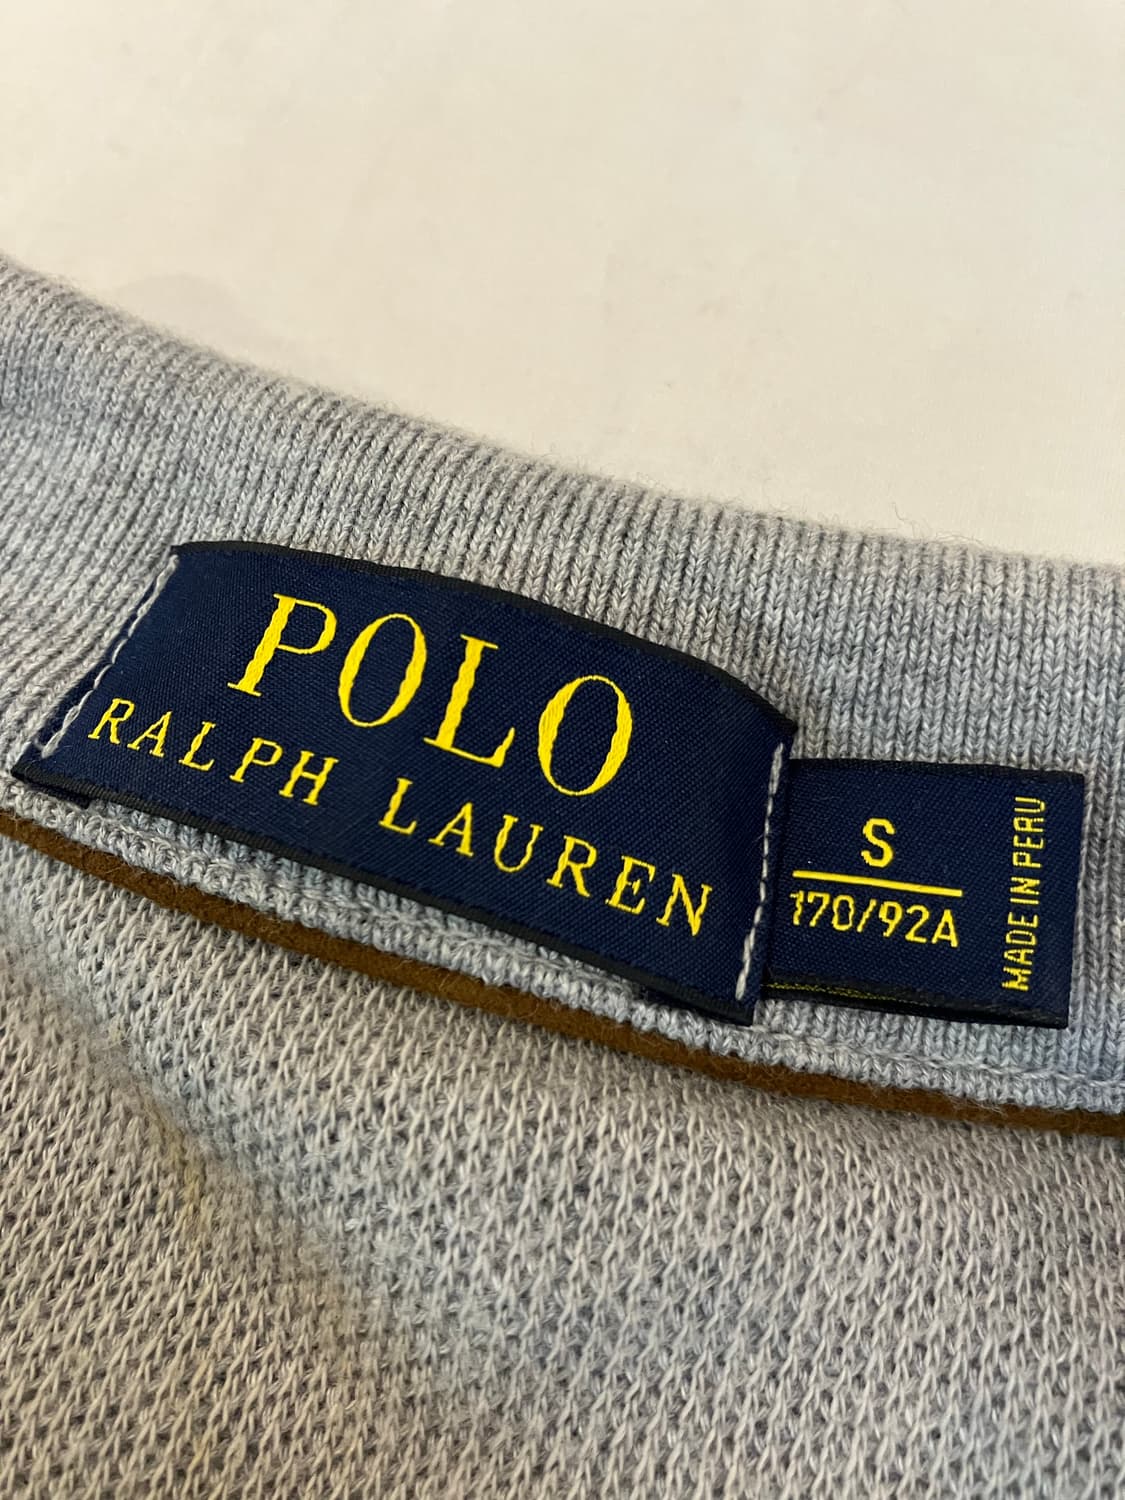 POLO
RALPH LAUREN
S
170/92A
MADE IN PERU